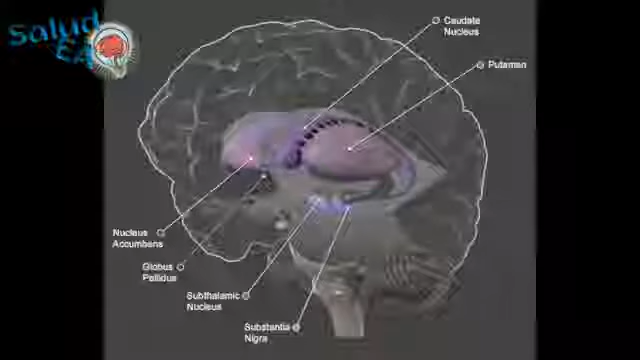 Salud
EA
Caudate
Nucleus
Putamen
Nucleus
Accumbens
Globus
Pallidus
Subthalamic
Nucleus
Substantia
Nigra